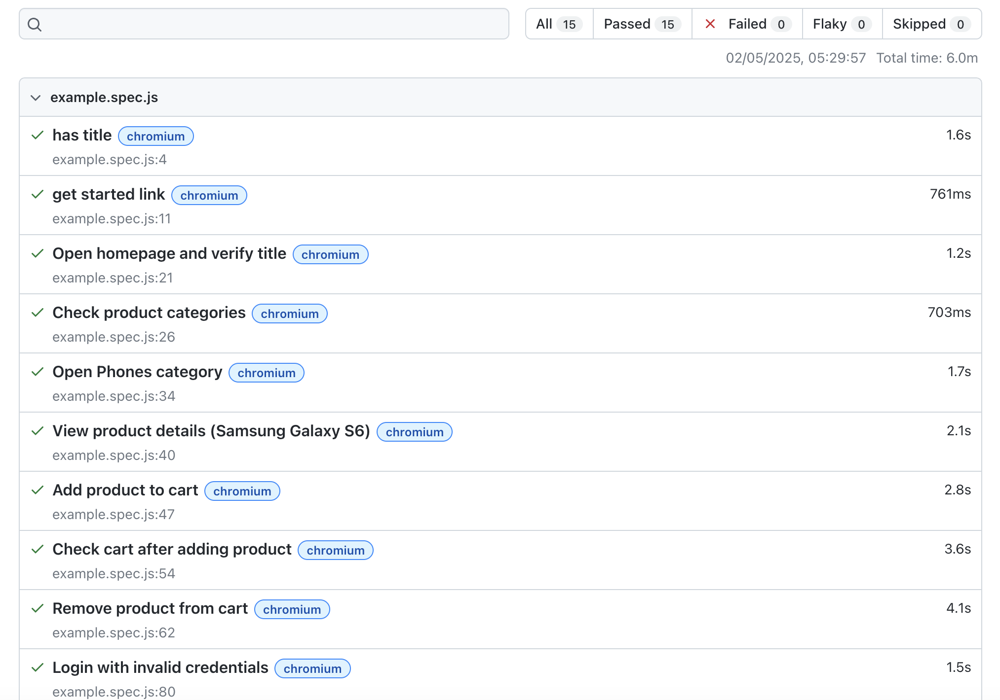 All 15 Passed 15 Failed 0 Flaky 0 Skipped 0
02/05/2025, 05:29:57 Total time: 6.0m
example.spec.js
has title chromium 1.6s
example.spec.js:4
get started link chromium 761ms
example.spec.js:11
Open homepage and verify title chromium 1.2s
example.spec.js:21
Check product categories chromium 703ms
example.spec.js:26
Open Phones category chromium 1.7s
example.spec.js:34
View product details (Samsung Galaxy S6) chromium 2.1s
example.spec.js:40
Add product to cart chromium 2.8s
example.spec.js:47
Check cart after adding product chromium 3.6s
example.spec.js:54
Remove product from cart chromium 4.1s
example.spec.js:62
Login with invalid credentials chromium 1.5s
example.spec.js:80